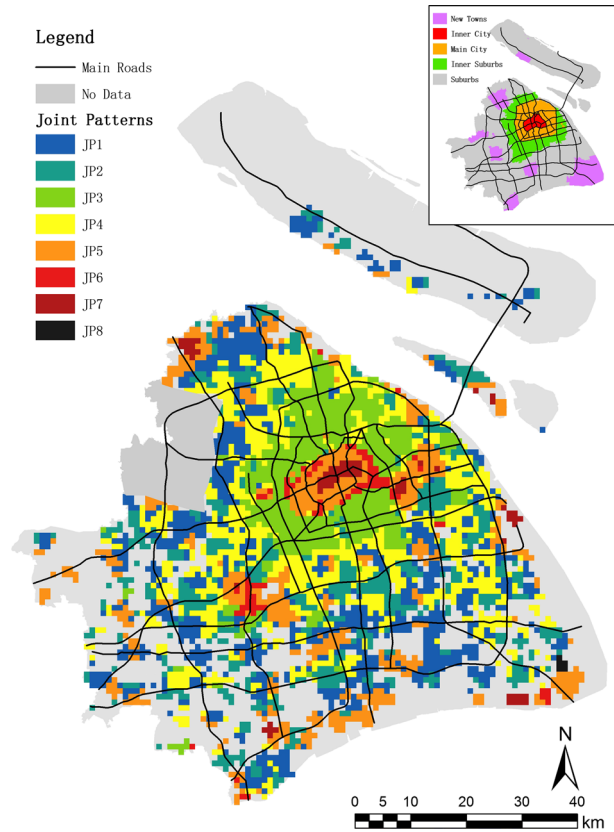 Legend
Main Roads
No Data
Joint Patterns
JP1
JP2
JP3
JP4
JP5
JP6
JP7
JP8
New Towns
Inner City
Main City
Inner Suburbs
Suburbs
N
0 5 10 20 30 40
km